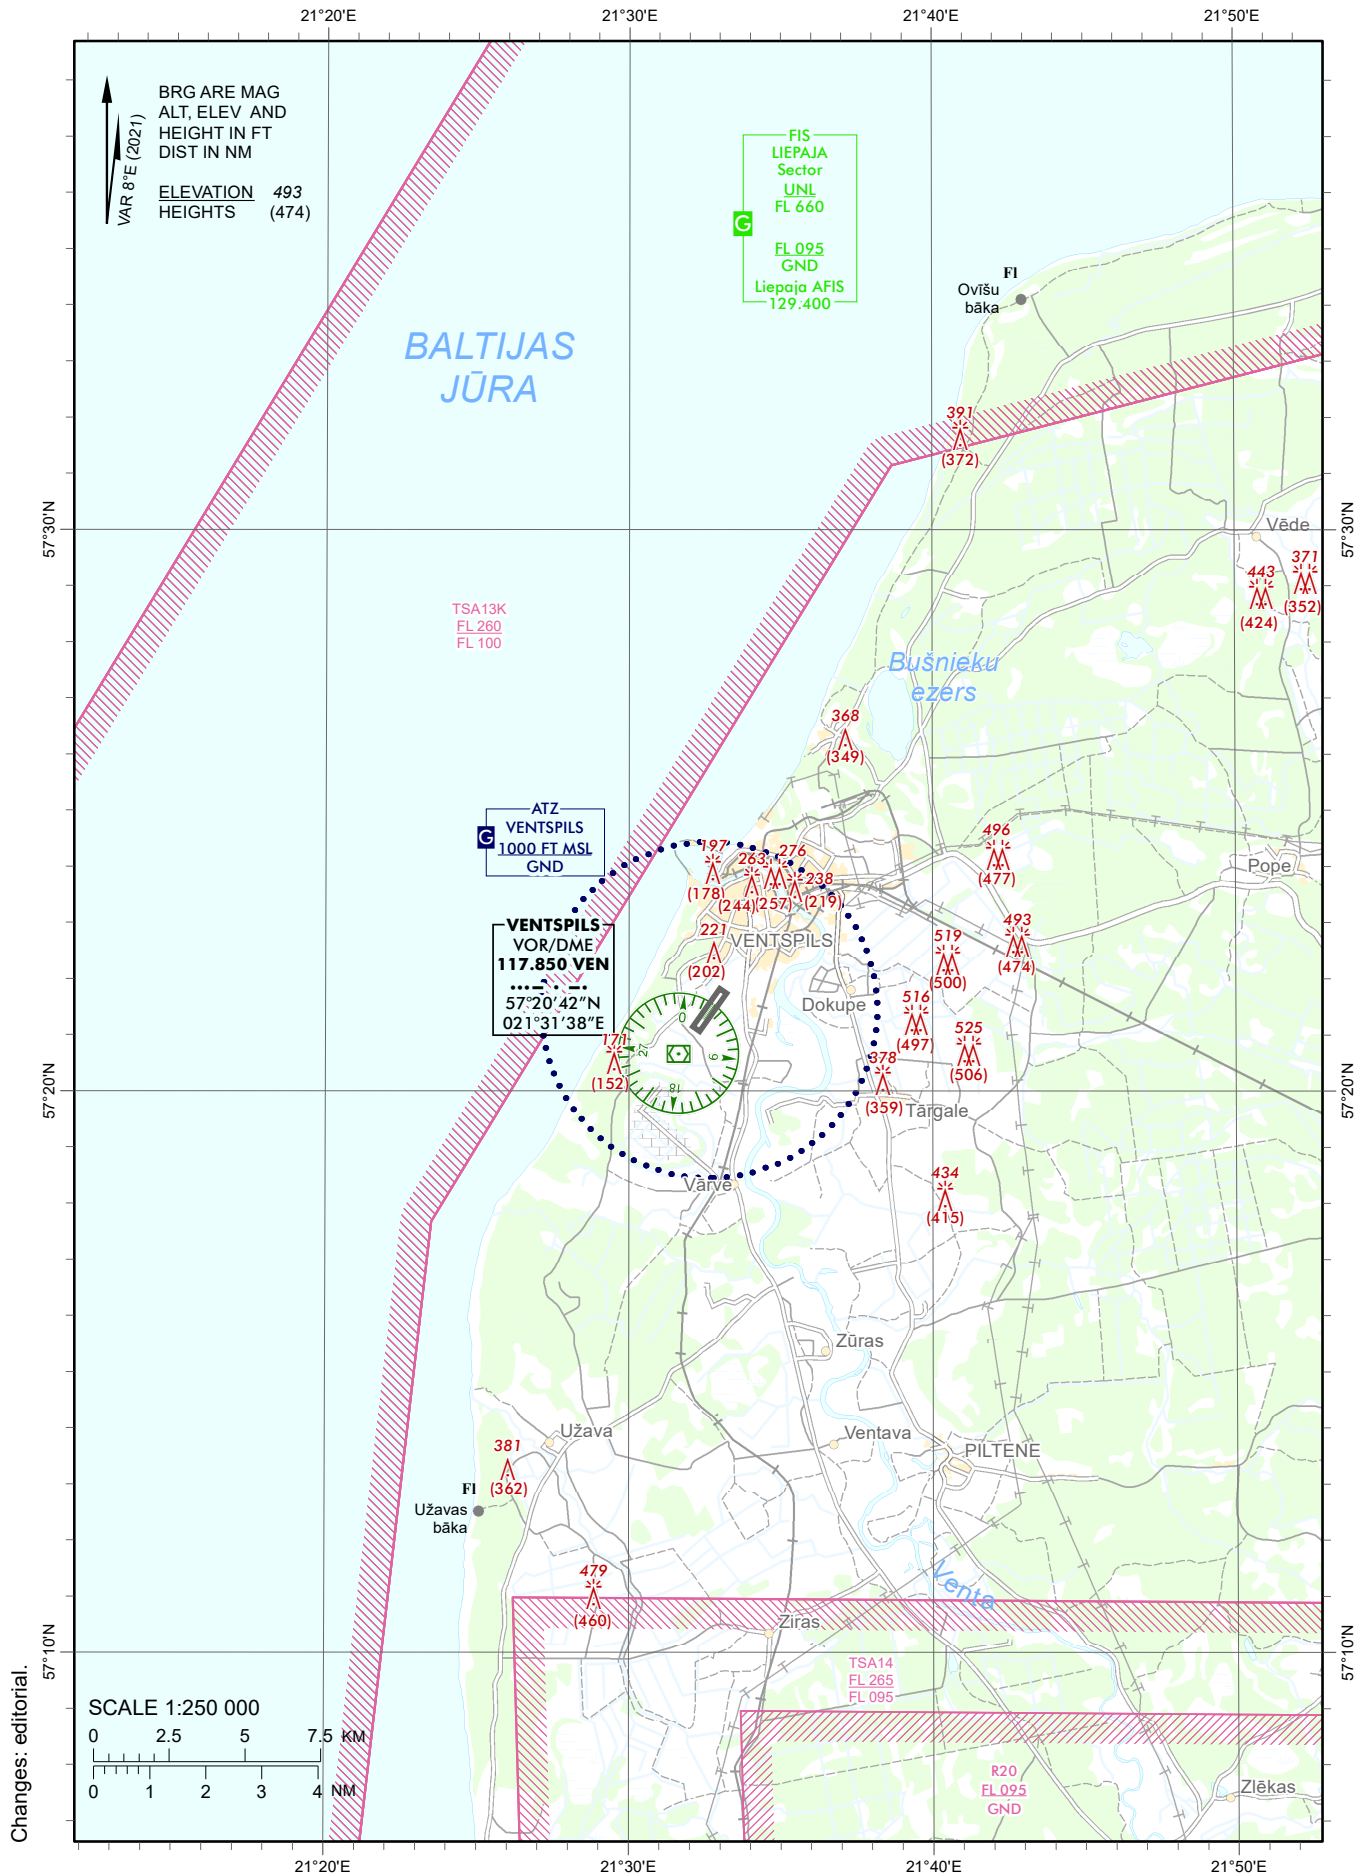 21°20'E
21°30'E
21°40'E
21°50'E
BRG ARE MAG
ALT, ELEV AND
HEIGHT IN FT
DIST IN NM
VAR 8°E (2021)
ELEVATION 493
HEIGHTS (474)
FIS
LIEPAJA
Sector
UNL
FL 660
G
FL 095
GND
Liepaja AFIS
129.400
Fl
Ovīšu
bāka
BALTIJAS
JŪRA
391
(372)
57°30'N
57°30'N
Vēde
371
(352)
443
(424)
TSA13K
FL 260
FL 100
Bušnieku
ezers
368
(349)
G
ATZ
VENTSPILS
1000 FT MSL
GND
197
(178)
263
(244)
276
(257)
238
(219)
496
(477)
Pope
VENTSPILS
VOR/DME
117.850 VEN
57°20'42"N
021°31'38"E
221
(202)
VENTSPILS
519
(500)
493
(474)
Dokupe
516
(497)
525
(506)
171
(152)
0
9
18
27
378
(359)
57°20'N
57°20'N
Tārgale
Vārve
434
(415)
Zūras
Užava
Ventava
PILTENE
381
(362)
Fl
Užavas
bāka
479
(460)
Venta
Ziras
57°10'N
57°10'N
TSA14
FL 265
FL 095
SCALE 1:250 000
0 2.5 5 7.5 KM
0 1 2 3 4 NM
R20
FL 095
GND
Zlēkas
Changes: editorial.
21°20'E
21°30'E
21°40'E
21°50'E